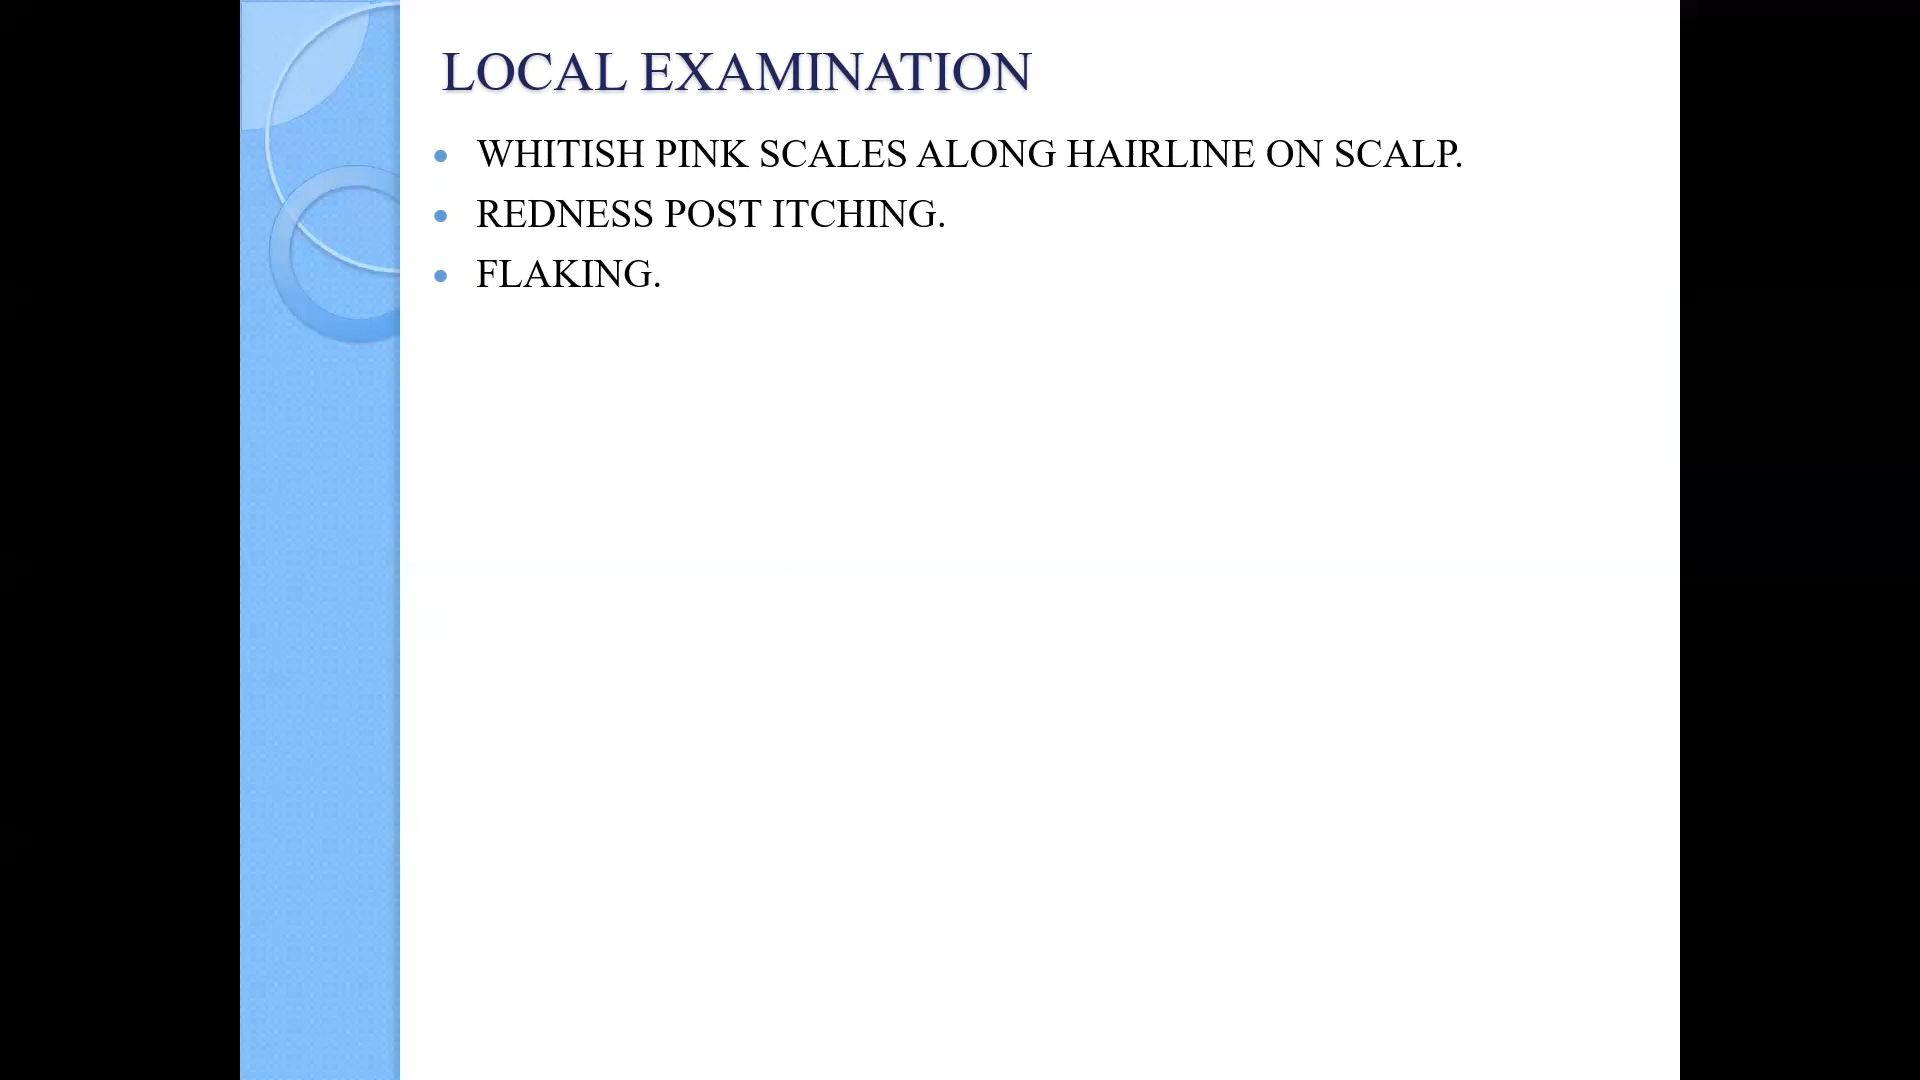 LOCAL EXAMINATION
• WHITISH PINK SCALES ALONG HAIRLINE ON SCALP.
• REDNESS POST ITCHING.
• FLAKING.